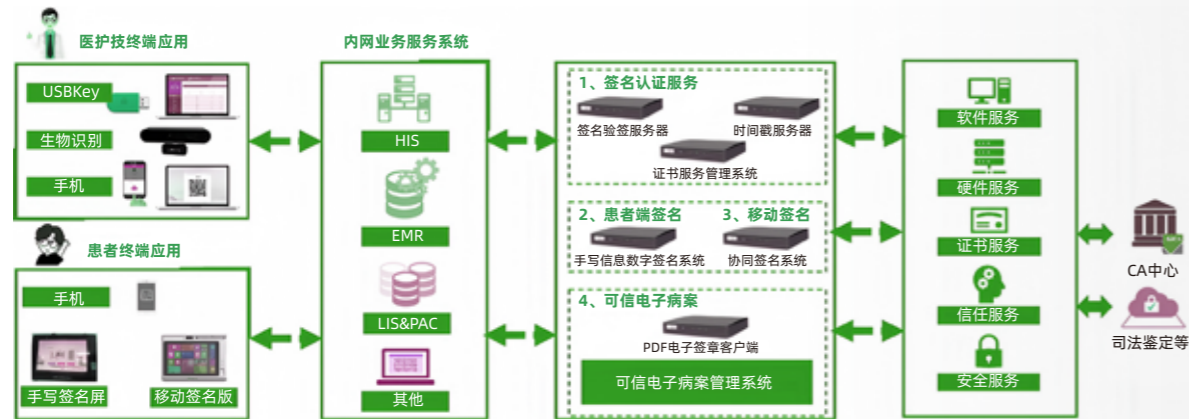 医护技终端应用
USBKey
生物识别
手机
患者终端应用
手机
手写签名屏
移动签名版
内网业务服务系统
HIS
EMR
LIS&PAC
其他
1、签名认证服务
签名验签服务器
时间戳服务器
证书服务管理系统
2、患者端签名
3、移动签名
手写信息数字签名系统
协同签名系统
4、可信电子病案
PDF电子签章客户端
可信电子病案管理系统
软件服务
硬件服务
证书服务
信任服务
安全服务
CA中心
司法鉴定等